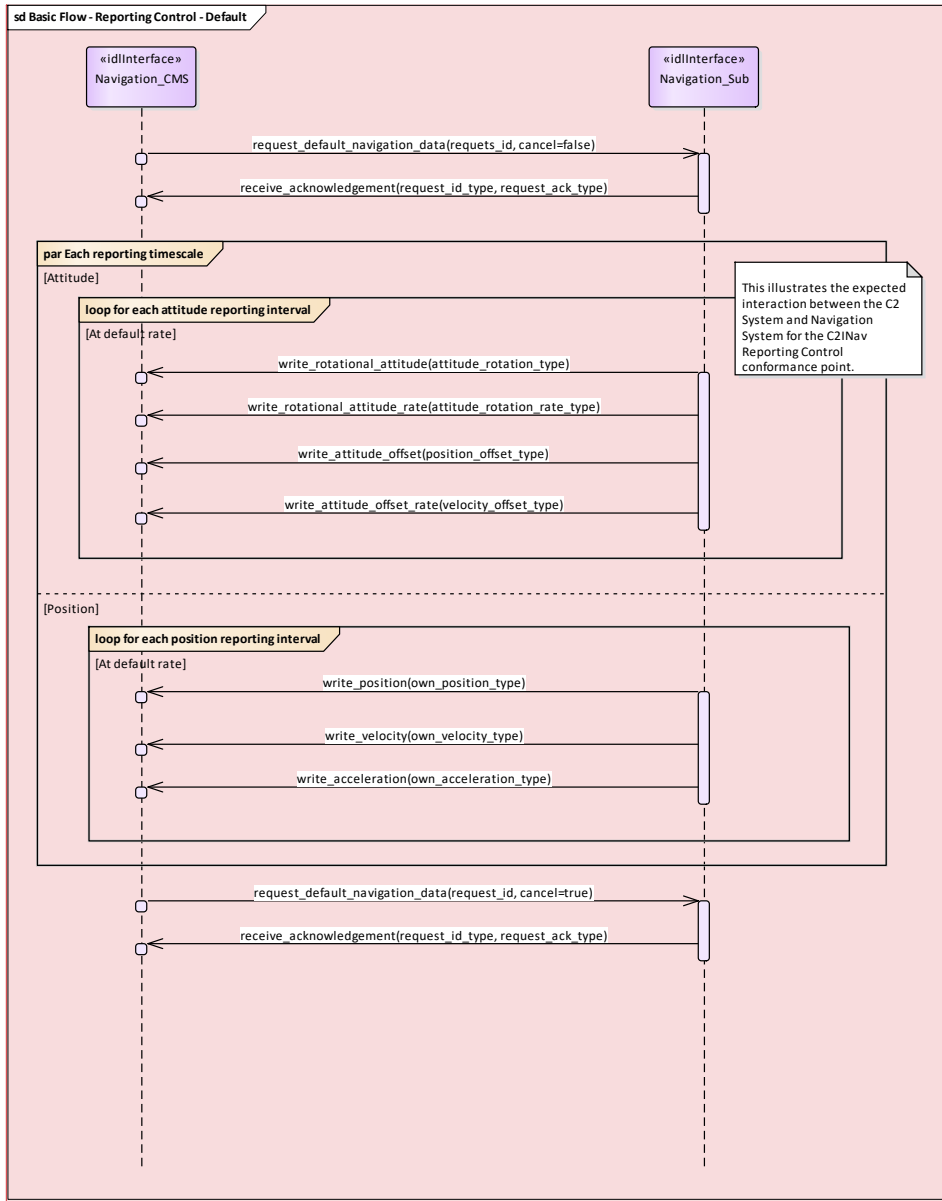 sd Basic Flow - Reporting Control - Default
«idlInterface»
Navigation_CMS
«idlInterface»
Navigation_Sub
request_default_navigation_data(requets_id, cancel=false)
receive_acknowledgement(request_id_type, request_ack_type)
par Each reporting timescale
[Attitude]
This illustrates the expected
interaction between the C2
System and Navigation
System for the C2INav
Reporting Control
conformance point.
loop for each attitude reporting interval
[At default rate]
write_rotational_attitude(attitude_rotation_type)
write_rotational_attitude_rate(attitude_rotation_rate_type)
write_attitude_offset(position_offset_type)
write_attitude_offset_rate(velocity_offset_type)
[Position]
loop for each position reporting interval
[At default rate]
write_position(own_position_type)
write_velocity(own_velocity_type)
write_acceleration(own_acceleration_type)
request_default_navigation_data(request_id, cancel=true)
receive_acknowledgement(request_id_type, request_ack_type)